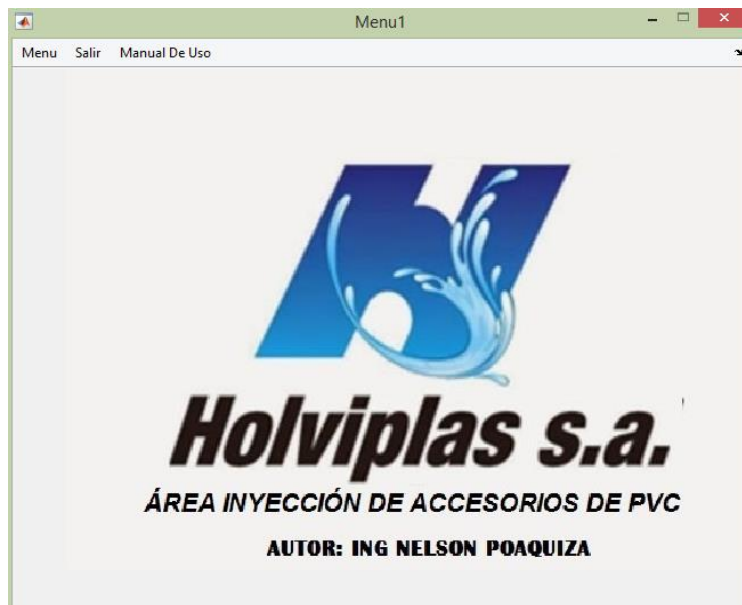 Menu1
Menu Salir Manual De Uso
Holviplas s.a.
ÁREA INYECCIÓN DE ACCESORIOS DE PVC
AUTOR: ING NELSON POAQUIZA